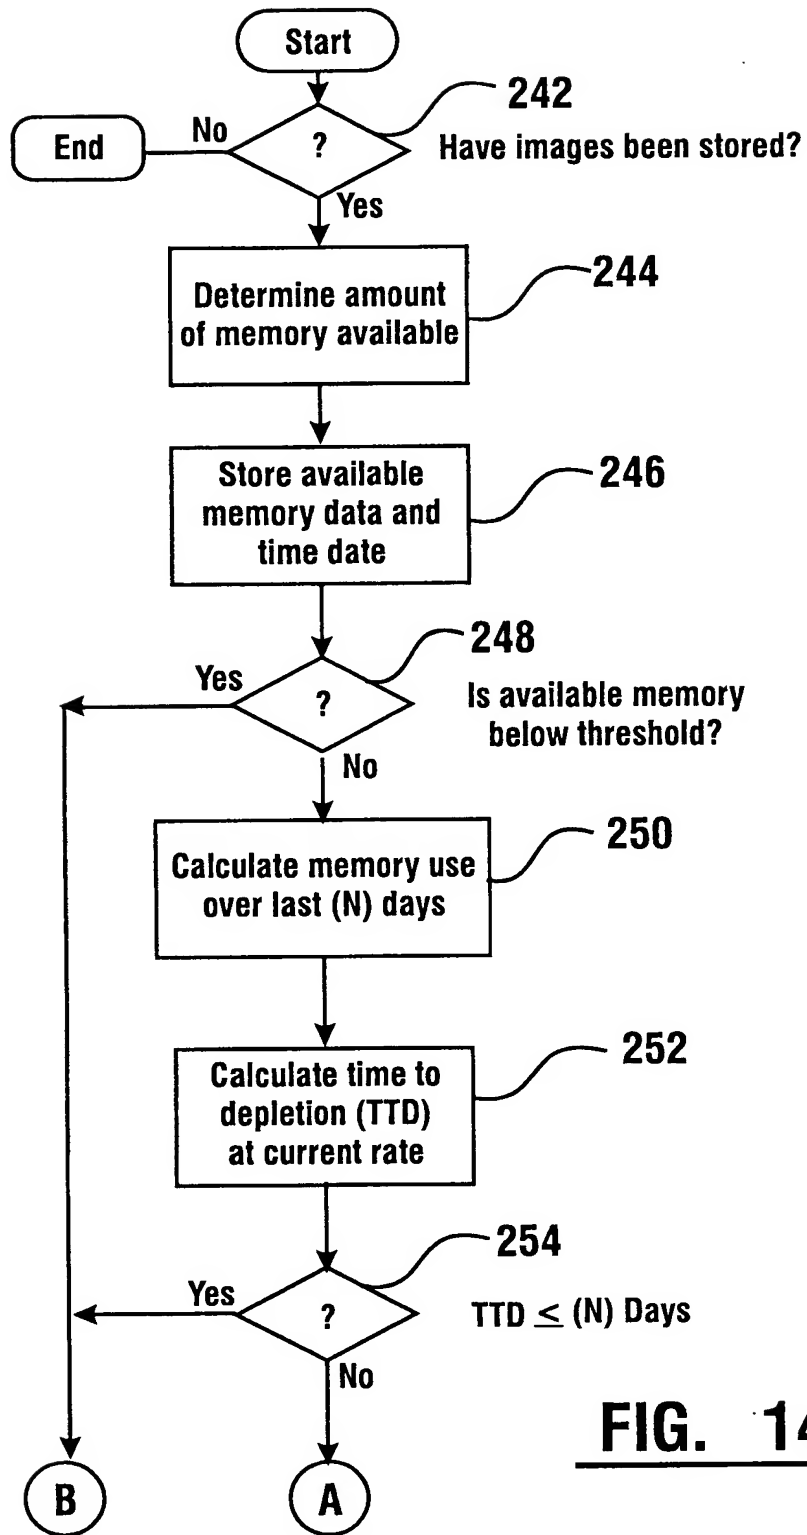 Start
242
End
No
?
Have images been stored?
Yes
244
Determine amount
of memory available
246
Store available
memory data and
time date
248
Yes
?
Is available memory
below threshold?
No
250
Calculate memory use
over last (N) days
252
Calculate time to
depletion (TTD)
at current rate
254
Yes
?
TTD ≤ (N) Days
No
FIG. 14
B
A